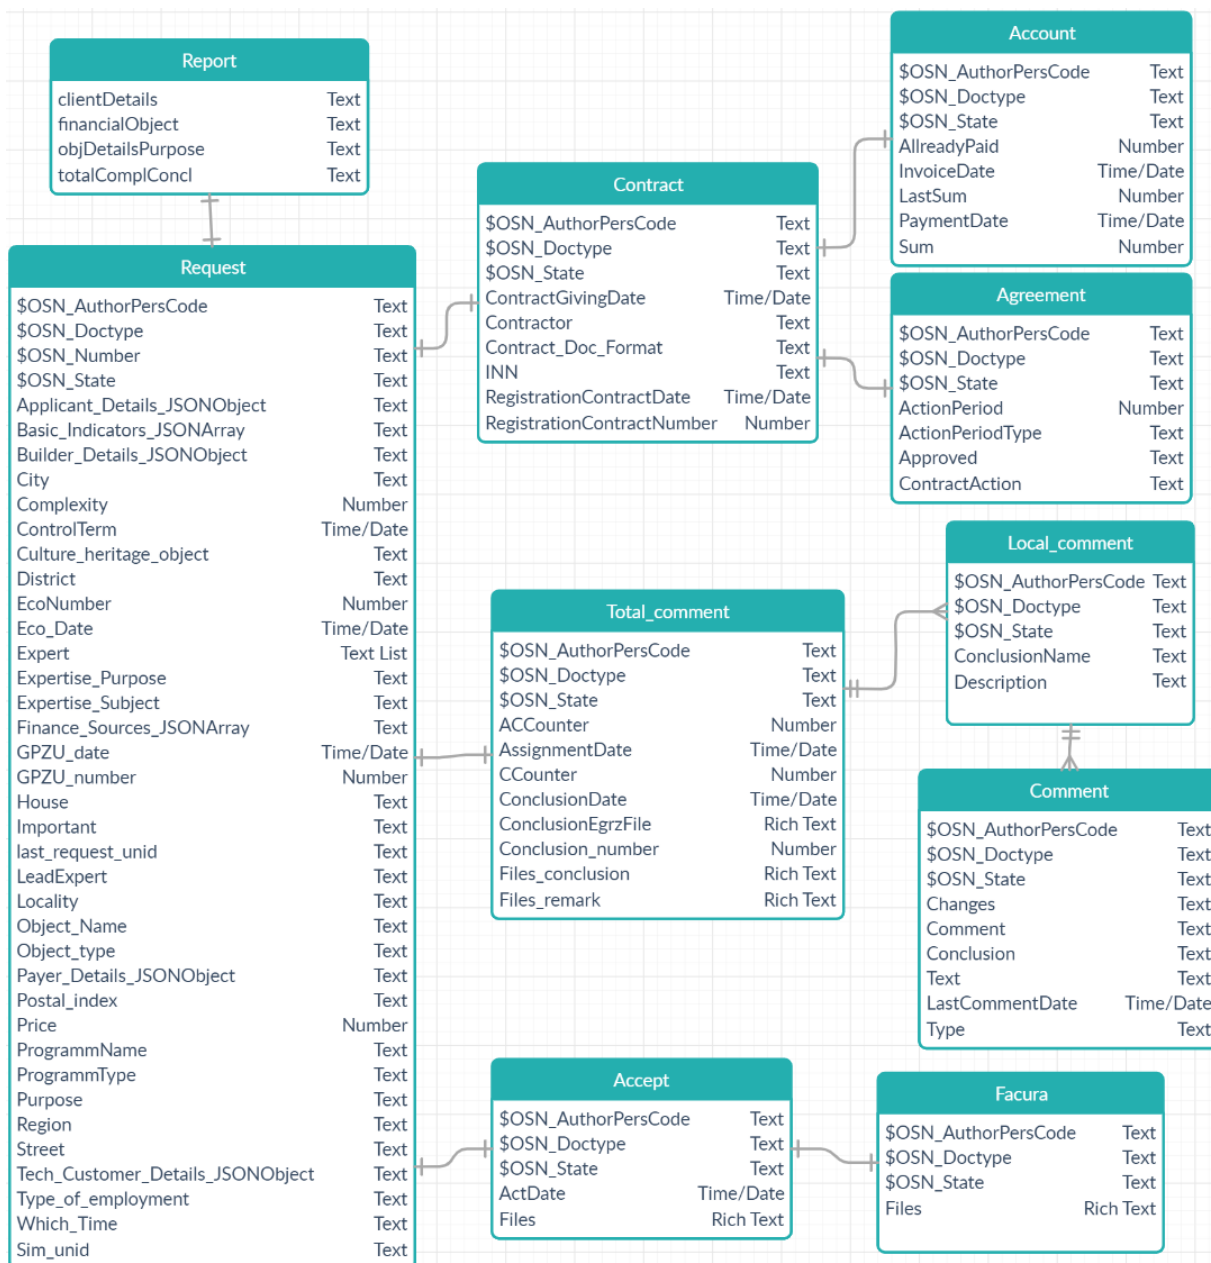 Report
clientDetails Text
financialObject Text
objDetailsPurpose Text
totalComplConcl Text
Request
$OSN_AuthorPersCode Text
$OSN_Doctype Text
$OSN_Number Text
$OSN_State Text
Applicant_Details_JSONObject Text
Basic_Indicators_JSONArray Text
Builder_Details_JSONObject Text
City Text
Complexity Number
ControlTerm Time/Date
Culture_heritage_object Text
District Text
EcoNumber Number
Eco_Date Time/Date
Expert Text List
Expertise_Purpose Text
Expertise_Subject Text
Finance_Sources_JSONArray Text
GPZU_date Time/Date
GPZU_number Number
House Text
Important Text
last_request_unid Text
LeadExpert Text
Locality Text
Object_Name Text
Object_type Text
Payer_Details_JSONObject Text
Postal_index Text
Price Number
ProgrammName Text
ProgrammType Text
Purpose Text
Region Text
Street Text
Tech_Customer_Details_JSONObject Text
Type_of_employment Text
Which_Time Text
Sim_unid Text
Contract
$OSN_AuthorPersCode Text
$OSN_Doctype Text
$OSN_State Text
ContractGivingDate Time/Date
Contractor Text
Contract_Doc_Format Text
INN Text
RegistrationContractDate Time/Date
RegistrationContractNumber Number
Account
$OSN_AuthorPersCode Text
$OSN_Doctype Text
$OSN_State Text
AllreadyPaid Number
InvoiceDate Time/Date
LastSum Number
PaymentDate Time/Date
Sum Number
Agreement
$OSN_AuthorPersCode Text
$OSN_Doctype Text
$OSN_State Text
ActionPeriod Number
ActionPeriodType Text
Approved Text
ContractAction Text
Total_comment
$OSN_AuthorPersCode Text
$OSN_Doctype Text
$OSN_State Text
ACCounter Number
AssignmentDate Time/Date
CCounter Number
ConclusionDate Time/Date
ConclusionEgrzFile Rich Text
Conclusion_number Number
Files_conclusion Rich Text
Files_remark Rich Text
Local_comment
$OSN_AuthorPersCode Text
$OSN_Doctype Text
$OSN_State Text
ConclusionName Text
Description Text
Comment
$OSN_AuthorPersCode Text
$OSN_Doctype Text
$OSN_State Text
Changes Text
Comment Text
Conclusion Text
Text Text
LastCommentDate Time/Date
Type Text
Accept
$OSN_AuthorPersCode Text
$OSN_Doctype Text
$OSN_State Text
ActDate Time/Date
Files Rich Text
Facura
$OSN_AuthorPersCode Text
$OSN_Doctype Text
$OSN_State Text
Files Rich Text